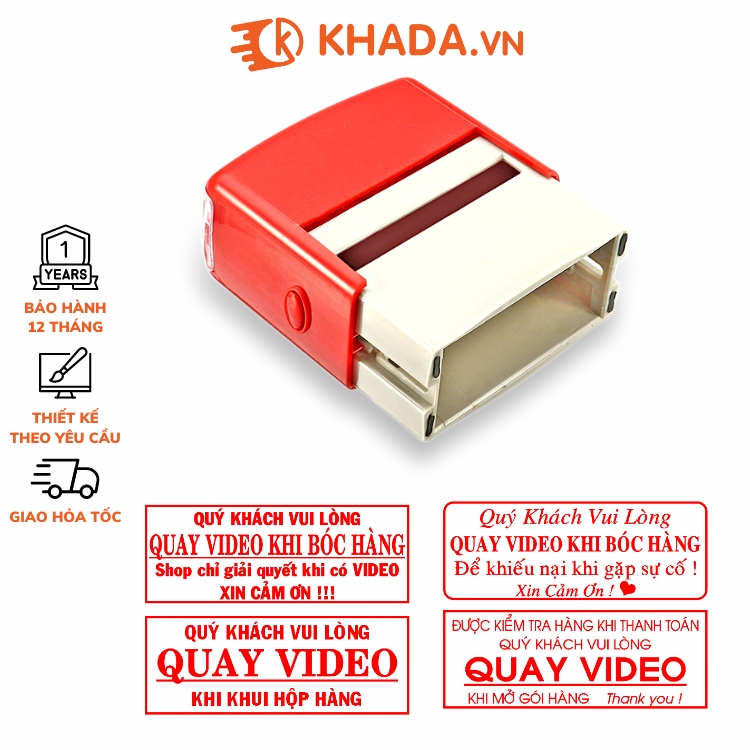 KHADA.vn
1
YEARS
BẢO HÀNH
12 THÁNG
THIẾT KẾ
THEO YÊU CẦU
GIAO HỎA TỐC
QUÝ KHÁCH VUI LÒNG
QUAY VIDEO KHI BÓC HÀNG
Shop chỉ giải quyết khi có VIDEO
XIN CẢM ƠN !!!
Quý Khách Vui Lòng
QUAY VIDEO KHI BÓC HÀNG
Để khiếu nại khi gặp sự cố !
Xin Cảm Ơn !
QUÝ KHÁCH VUI LÒNG
QUAY VIDEO
KHI KHUI HỘP HÀNG
ĐƯỢC KIỂM TRA HÀNG KHI THANH TOÁN
QUÝ KHÁCH VUI LÒNG
QUAY VIDEO
KHI MỞ GÓI HÀNG Thank you !